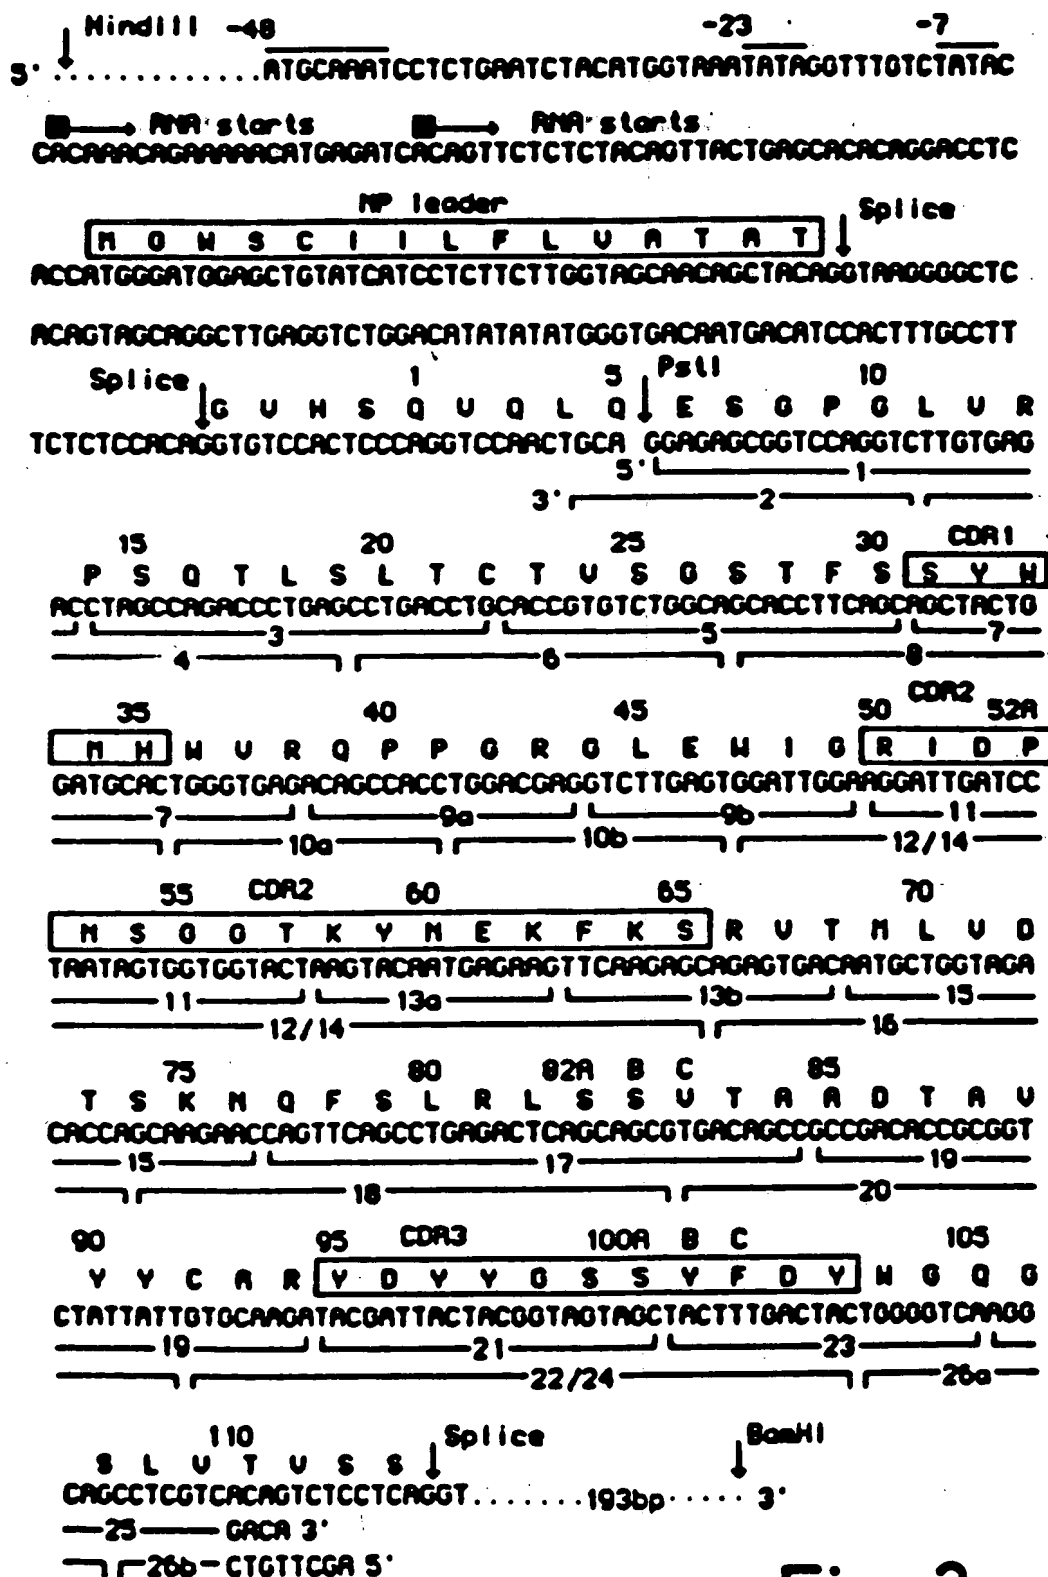 HindIII -48 -23 -7
5'.............ATGCAAATCCTCTGAATCTACATGGTAAATATAGGTTTGTCTATAC
RNA starts RNA starts
CACAAACAGAAAAACATGAGATCACAGTTCTCTCTACAGTTACTGAGCACACAGGACCTC
NP leader Splice
M G W S C I I L F L V A T A T
ACCATGGGATGGAGCTGTATCATCCTCTTCTTGGTAGCAACAGCTACAGGTAAGGGGCTC
ACAGTAGCAGGCTTGAGGTCTGGACATATATATGGGTGACAATGACATCCACTTTGCCTT
Splice 1 5 PstI 10
G V H S Q V Q L Q E S G P G L V R
TCTCTCCACAGGTGTCCACTCCCAGGTCCAACTGCA GGAGAGCGGTCCAGGTCTTGTGAG
5' 1
3' 2
15 20 25 30 CDR1
P S Q T L S L T C T V S G S T F S S Y W
ACCTAGCCAGACCCTGAGCCTGACCTGCACCGTGTCTGGCAGCACCTTCAGCAGCTACTG
3 5 7
4 6 8
35 40 45 50 CDR2 52A
M H W V R Q P P G R G L E W I G R I D P
GATGCACTGGGTGAGACAGCCACCTGGACGAGGTCTTGAGTGGATTGGAAGGATTGATCC
7 9a 9b 11
10a 10b 12/14
55 CDR2 60 65 70
N S G G T K Y N E K F K S R V T M L V D
TAATAGTGGTGGTACTAAGTACAATGAGAAGTTCAAGAGCAGAGTGACAATGCTGGTAGA
11 13a 13b 15
12/14 16
75 80 82A B C 85
T S K N Q F S L R L S S V T A A D T A V
CACCAGCAAGAACCAGTTCAGCCTGAGACTCAGCAGCGTGACAGCCGCCGACACCGCGGT
15 17 19
18 20
90 95 CDR3 100A B C 105
Y Y C A R Y D Y Y G S S Y F D Y W G Q G
CTATTATTGTGCAAGATACGATTACTACGGTAGTAGCTACTTTGACTACTGGGGTCAAGG
19 21 23
22/24 26a
110 Splice BamHI
S L V T V S S
CAGCCTCGTCACAGTCTCCTCAGGT.......193bp..... 3'
25 GACA 3'
26b CTGTTCGA 5'